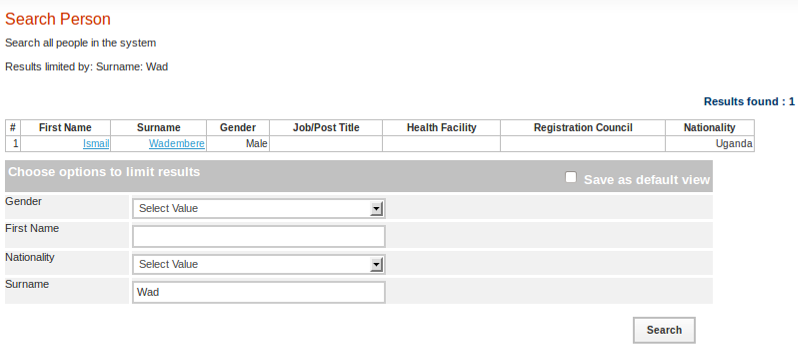 Search Person
Search all people in the system
Results limited by: Surname: Wad
Results found : 1
# First Name Surname Gender Job/Post Title Health Facility Registration Council Nationality
1 Ismail Wadembere Male Uganda
Choose options to limit results Save as default view
Gender Select Value
First Name
Nationality Select Value
Surname Wad
Search